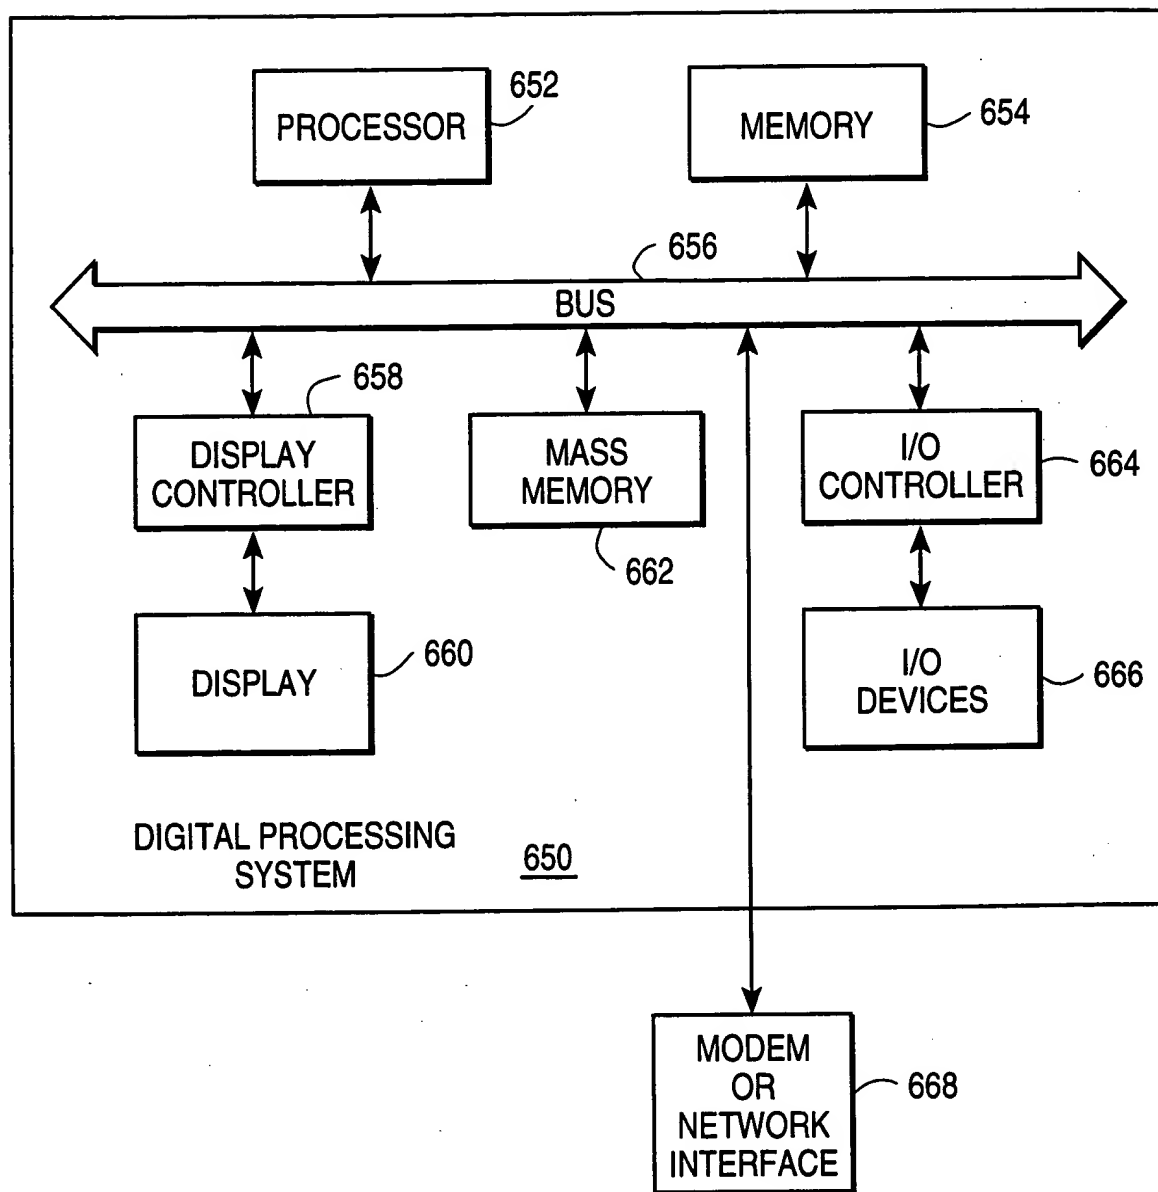 652
PROCESSOR
MEMORY
654
656
BUS
658
DISPLAY
CONTROLLER
MASS
MEMORY
662
I/O
CONTROLLER
664
DISPLAY
660
I/O
DEVICES
666
DIGITAL PROCESSING
SYSTEM
650
MODEM
OR
NETWORK
INTERFACE
668